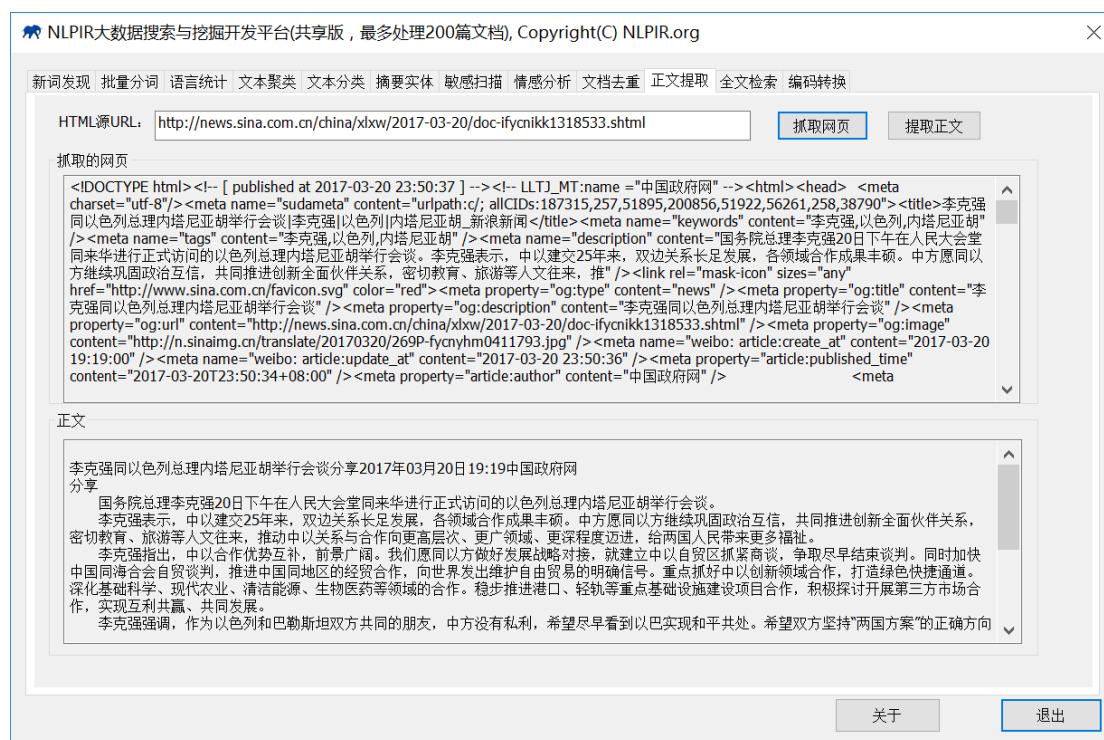 NLPIR大数据搜索与挖掘开发平台(共享版，最多处理200篇文档), Copyright(C) NLPIR.org
新词发现 批量分词 语言统计 文本聚类 文本分类 摘要实体 敏感扫描 情感分析 文档去重 正文提取 全文检索 编码转换
HTML源URL: http://news.sina.com.cn/china/xlxw/2017-03-20/doc-ifycnikk1318533.shtml 抓取网页 提取正文
抓取的网页
<!DOCTYPE html><!-- [ published at 2017-03-20 23:50:37 ] --><!-- LLTJ_MT:name ="中国政府网" --><html><head> <meta
charset="utf-8"/><meta name="sudameta" content="urlpath:c/; allCIDs:187315,257,51895,200856,51922,56261,258,38790"><title>李克强
同以色列总理内塔尼亚胡举行会谈|李克强|以色列|内塔尼亚胡_新浪新闻</title><meta name="keywords" content="李克强,以色列,内塔尼亚胡"
/><meta name="tags" content="李克强,以色列,内塔尼亚胡" /><meta name="description" content="国务院总理李克强20日下午在人民大会堂
同来华进行正式访问的以色列总理内塔尼亚胡举行会谈。李克强表示，中以建交25年来，双边关系长足发展，各领域合作成果丰硕。中方愿同以
方继续巩固政治互信，共同推进创新全面伙伴关系，密切教育、旅游等人文往来，推" /><link rel="mask-icon" sizes="any"
href="http://www.sina.com.cn/favicon.svg" color="red"><meta property="og:type" content="news" /><meta property="og:title" content="李
克强同以色列总理内塔尼亚胡举行会谈" /><meta property="og:description" content="李克强同以色列总理内塔尼亚胡举行会谈" /><meta
property="og:url" content="http://news.sina.com.cn/china/xlxw/2017-03-20/doc-ifycnikk1318533.shtml" /><meta property="og:image"
content="http://n.sinaimg.cn/translate/20170320/269P-fycnyhm0411793.jpg" /><meta name="weibo: article:create_at" content="2017-03-20
19:19:00" /><meta name="weibo: article:update_at" content="2017-03-20 23:50:36" /><meta property="article:published_time"
content="2017-03-20T23:50:34+08:00" /><meta property="article:author" content="中国政府网" /> <meta
正文
李克强同以色列总理内塔尼亚胡举行会谈分享2017年03月20日19:19中国政府网
分享
国务院总理李克强20日下午在人民大会堂同来华进行正式访问的以色列总理内塔尼亚胡举行会谈。
李克强表示，中以建交25年来，双边关系长足发展，各领域合作成果丰硕。中方愿同以方继续巩固政治互信，共同推进创新全面伙伴关系，
密切教育、旅游等人文往来，推动中以关系与合作向更高层次、更广领域、更深程度迈进，给两国人民带来更多福祉。
李克强指出，中以合作优势互补，前景广阔。我们愿同以方做好发展战略对接，就建立中以自贸区抓紧商谈，争取尽早结束谈判。同时加快
中国同海合会自贸谈判，推进中国同地区的经贸合作，向世界发出维护自由贸易的明确信号。重点抓好中以创新领域合作，打造绿色快捷通道。
深化基础科学、现代农业、清洁能源、生物医药等领域的合作。稳步推进港口、轻轨等重点基础设施建设项目合作，积极探讨开展第三方市场合
作，实现互利共赢、共同发展。
李克强强调，作为以色列和巴勒斯坦双方共同的朋友，中方没有私利，希望尽早看到以巴实现和平共处。希望双方坚持“两国方案”的正确方向
关于 退出